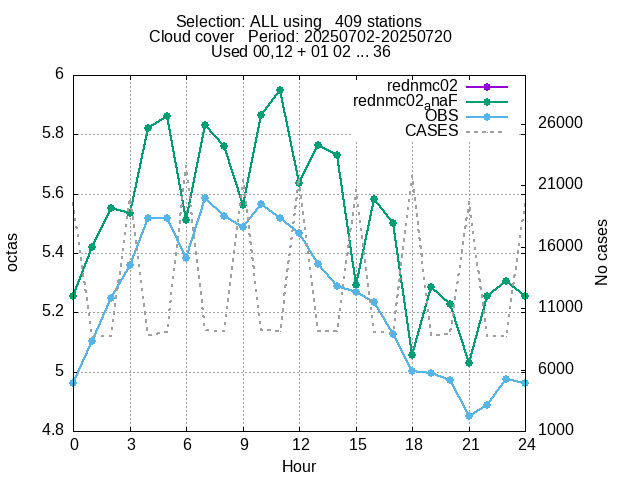 Selection: ALL using   409 stations
Cloud cover   Period: 20250702-20250720
Used 00,12 + 01 02 ... 36
rednmc02
rednmc02anaF
OBS
CASES
6
5.8
5.6
5.4
5.2
5
4.8
26000
21000
16000
11000
6000
1000
octas
No cases
0 3 6 9 12 15 18 21 24
Hour